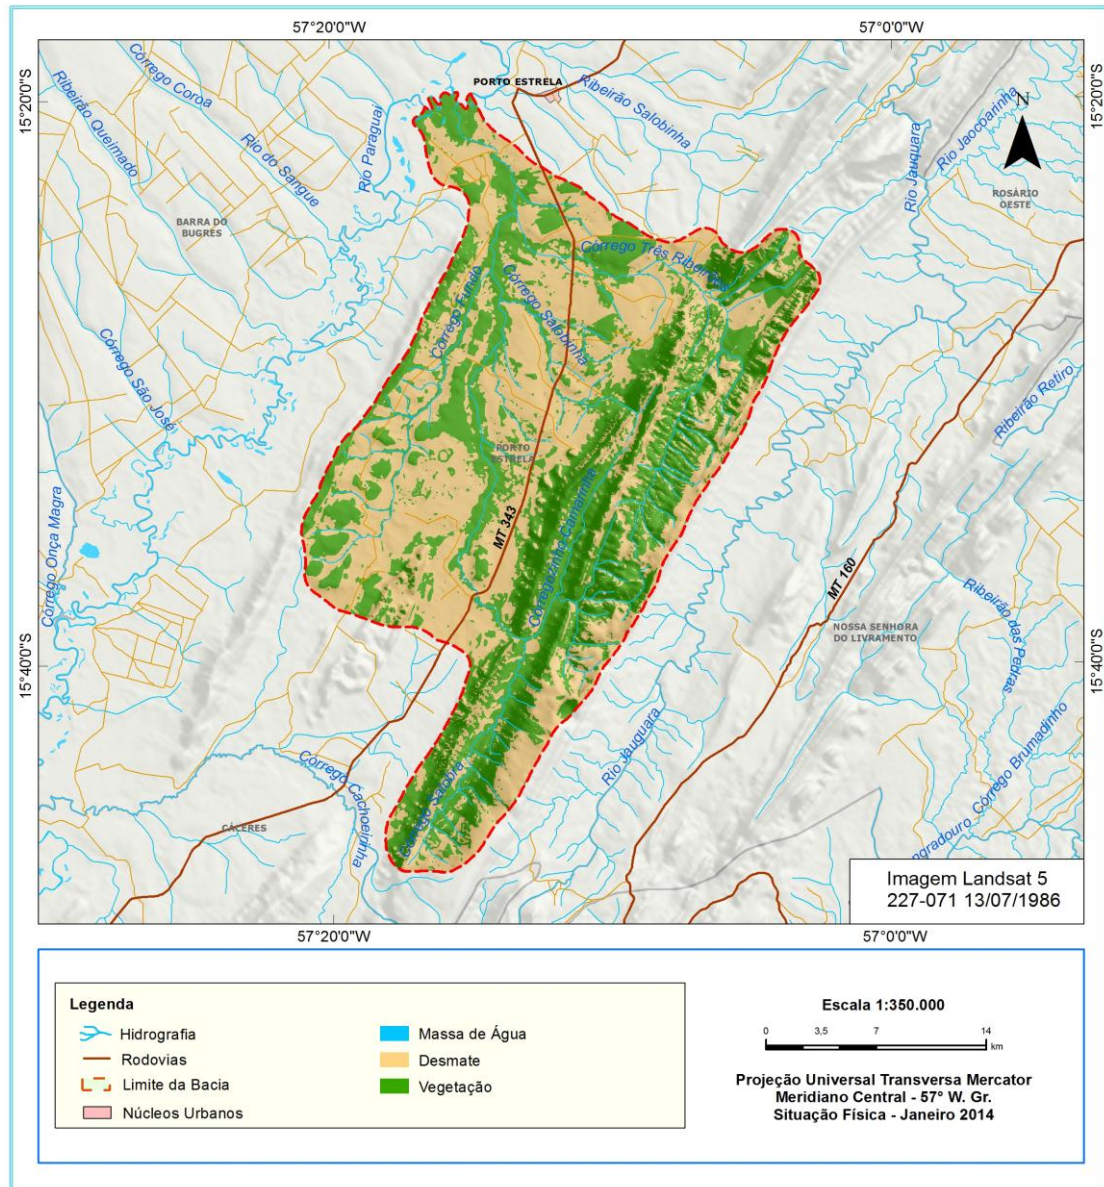 57°20'0"W
57°0'0"W
15°20'0"S
15°20'0"S
N
PORTO ESTRELA
Córrego Coroa
Ribeirão Queimado
Rio do Sangue
Rio Paraguai
Ribeirão Salobinha
Rio Jauquara
Rio Jaocoarinha
ROSÁRIO
OESTE
BARRA DO
BUGRES
Córrego Três Ribeirões
Córrego Fundo
Córrego Salobinha
Córrego São José
Ribeirão Retiro
PORTO
ESTRELA
MT 343
Córregozinho Camarinha
Córrego Onça Magra
MT 160
Ribeirão das Pedras
NOSSA SENHORA
DO LIVRAMENTO
15°40'0"S
15°40'0"S
Rio Jauquara
Córrego Salobra
Córrego Cachoeirinha
CÁCERES
Córrego Brumadinho
ngradouro
Imagem Landsat 5
227-071 13/07/1986
57°20'0"W
57°0'0"W
Legenda
Hidrografia
Rodovias
Limite da Bacia
Núcleos Urbanos
Massa de Água
Desmate
Vegetação
Escala 1:350.000
0 3,5 7 14
km
Projeção Universal Transversa Mercator
Meridiano Central - 57° W. Gr.
Situação Física - Janeiro 2014